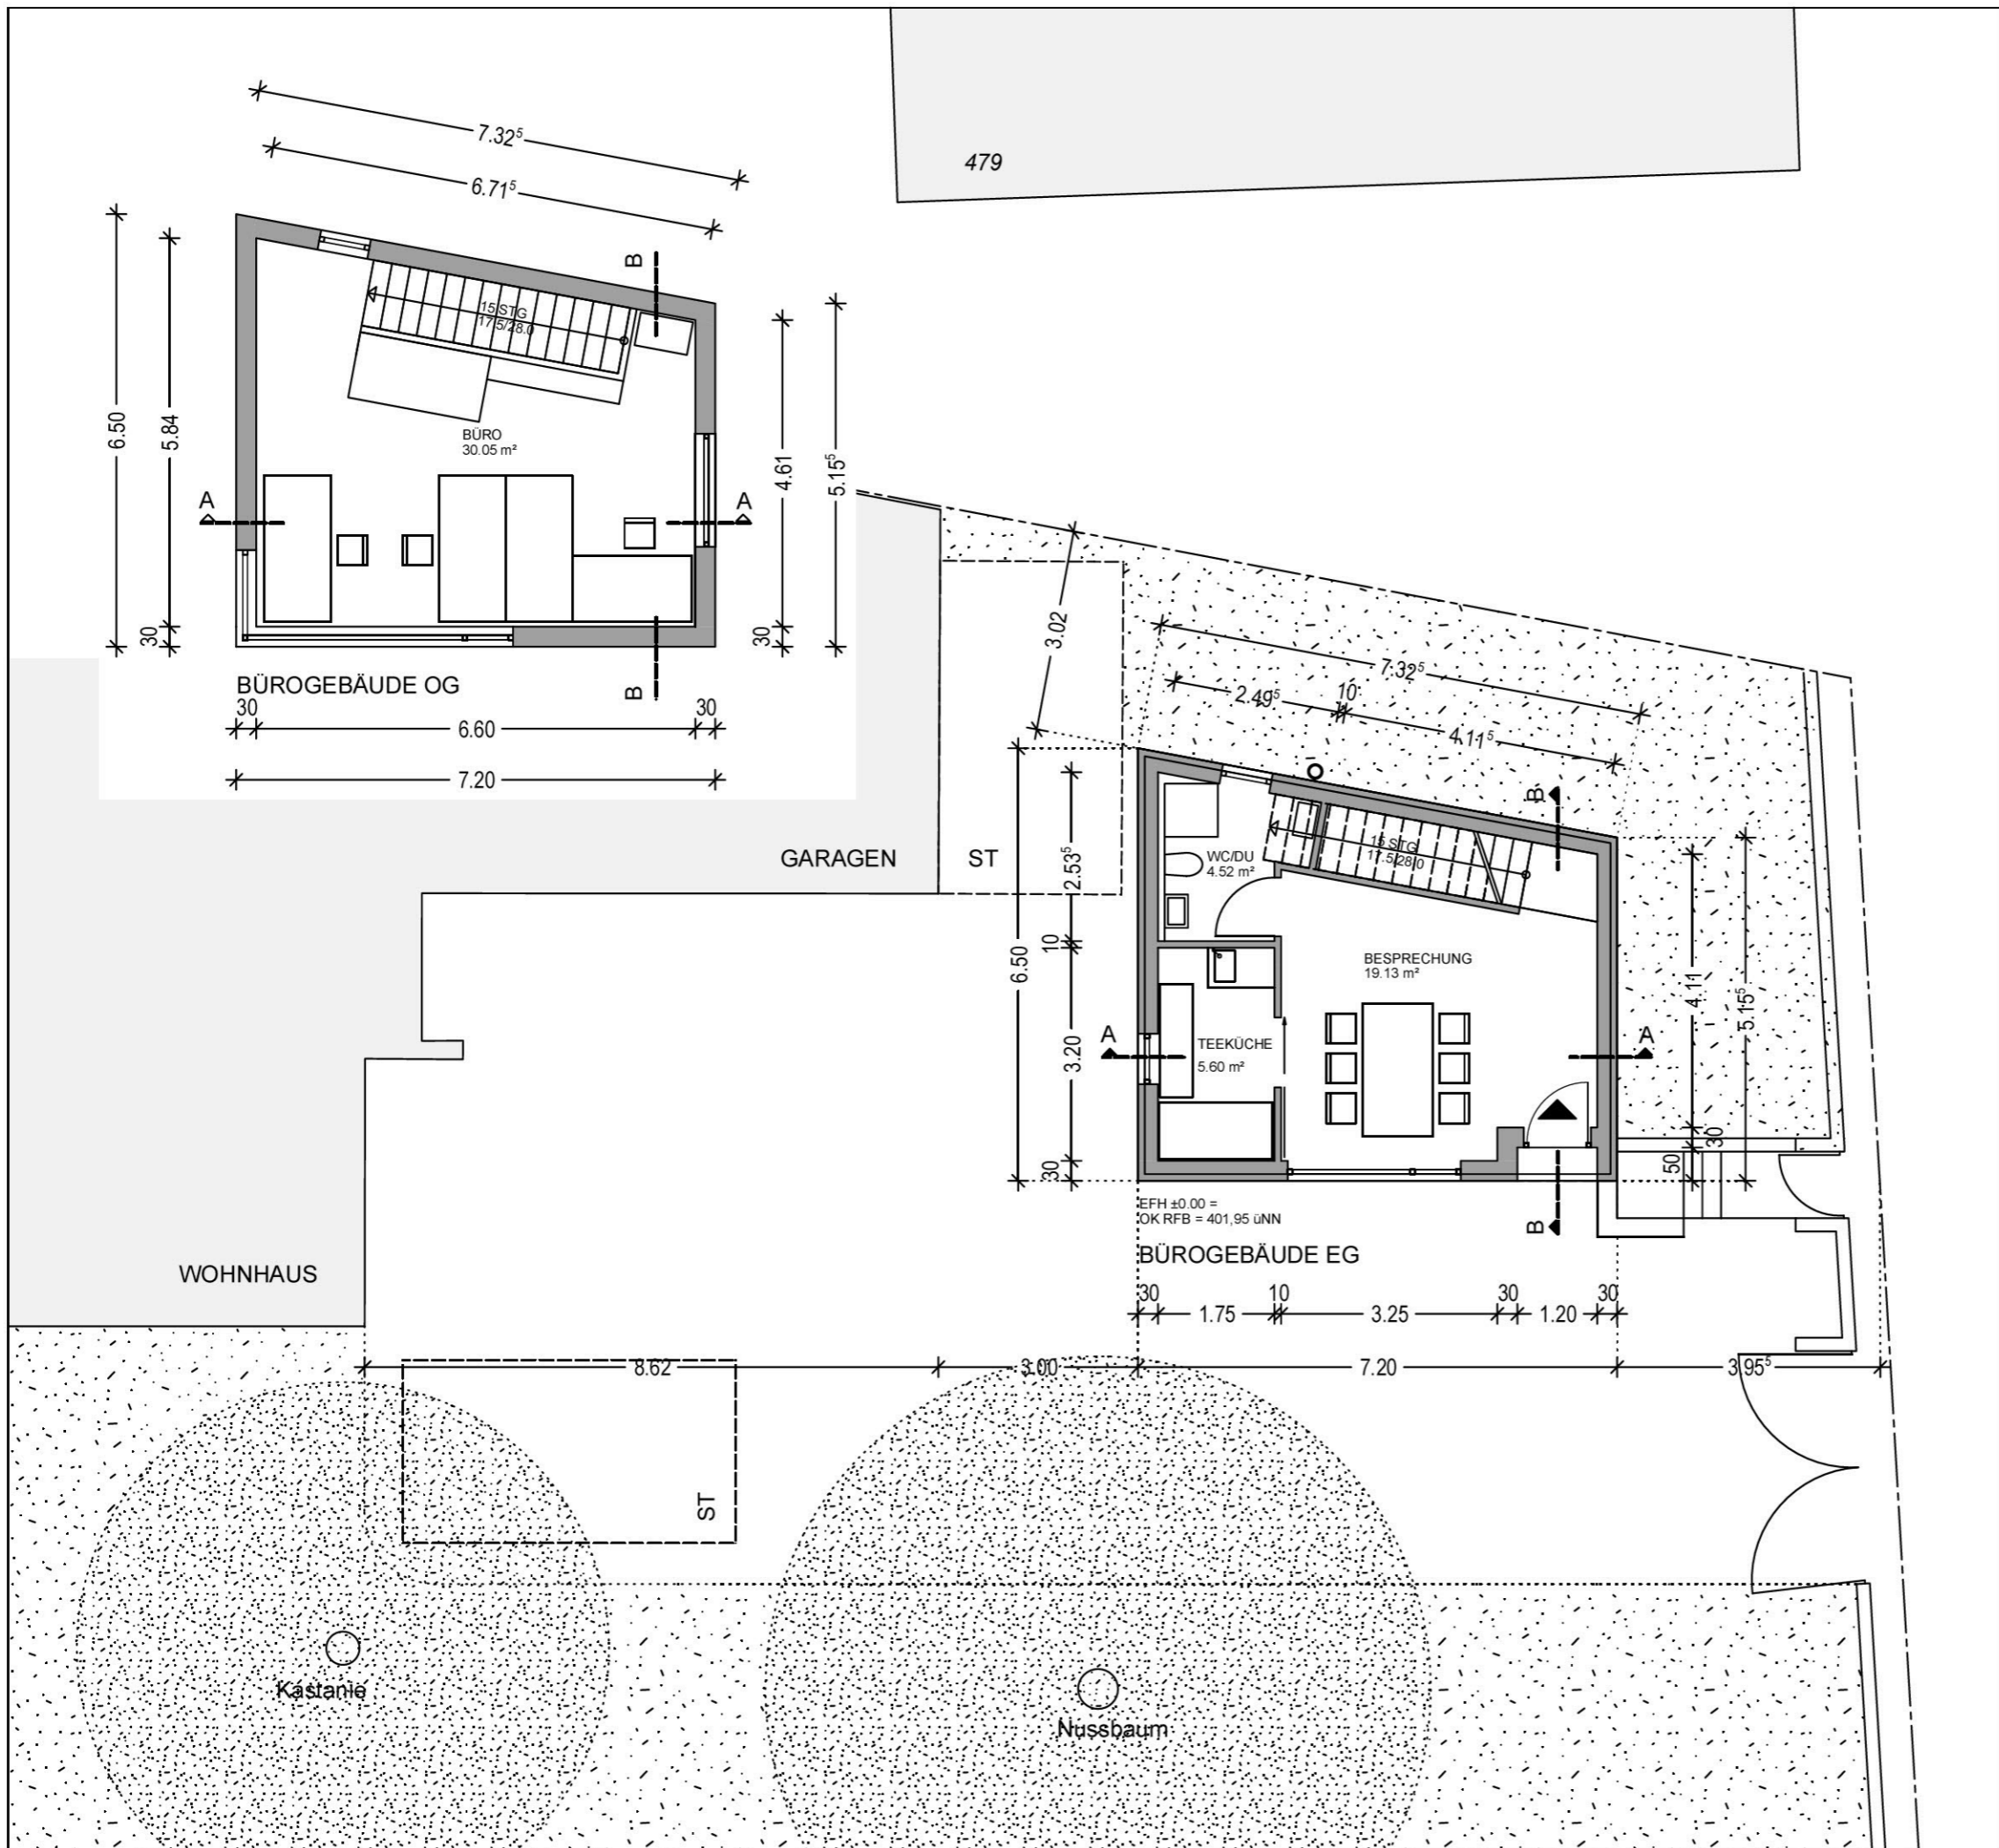 479
7.32⁵
6.71⁵
6.50
5.84
30
B
15 STG
17.5/28.0
BÜRO
30.05 m²
A
A
4.61
5.15⁵
30
B
BÜROGEBÄUDE OG
30
6.60
30
7.20
3.02
7.32⁵
2.49⁵
10
4.11⁵
GARAGEN
ST
6.50
2.53⁵
10
3.20
30
B
15 STG
17.5/28.0
WC/DU
4.52 m²
BESPRECHUNG
19.13 m²
A
TEEKÜCHE
5.60 m²
A
4.11
5.15⁵
30
50
B
EFH ±0.00 =
OK RFB = 401,95 üNN
BÜROGEBÄUDE EG
WOHNHAUS
30
1.75
10
3.25
30
1.20
30
8.62
3.00
7.20
3.95⁵
ST
Kastanie
Nussbaum